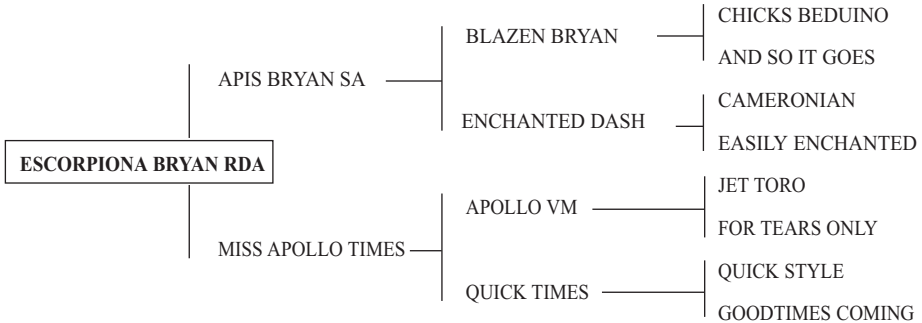 CHICKS BEDUINO
BLAZEN BRYAN
AND SO IT GOES
APIS BRYAN SA
CAMERONIAN
ENCHANTED DASH
EASILY ENCHANTED
ESCORPIONA BRYAN RDA
JET TORO
APOLLO VM
FOR TEARS ONLY
MISS APOLLO TIMES
QUICK STYLE
QUICK TIMES
GOODTIMES COMING